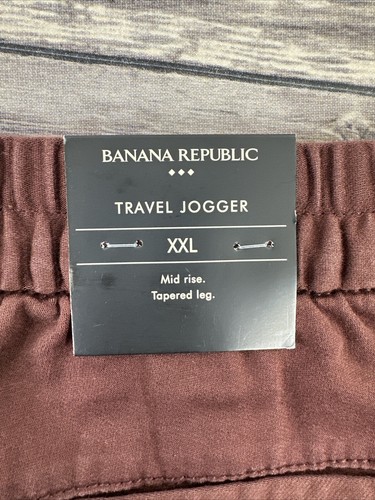 BANANA REPUBLIC
TRAVEL JOGGER
XXL
Mid rise.
Tapered leg.